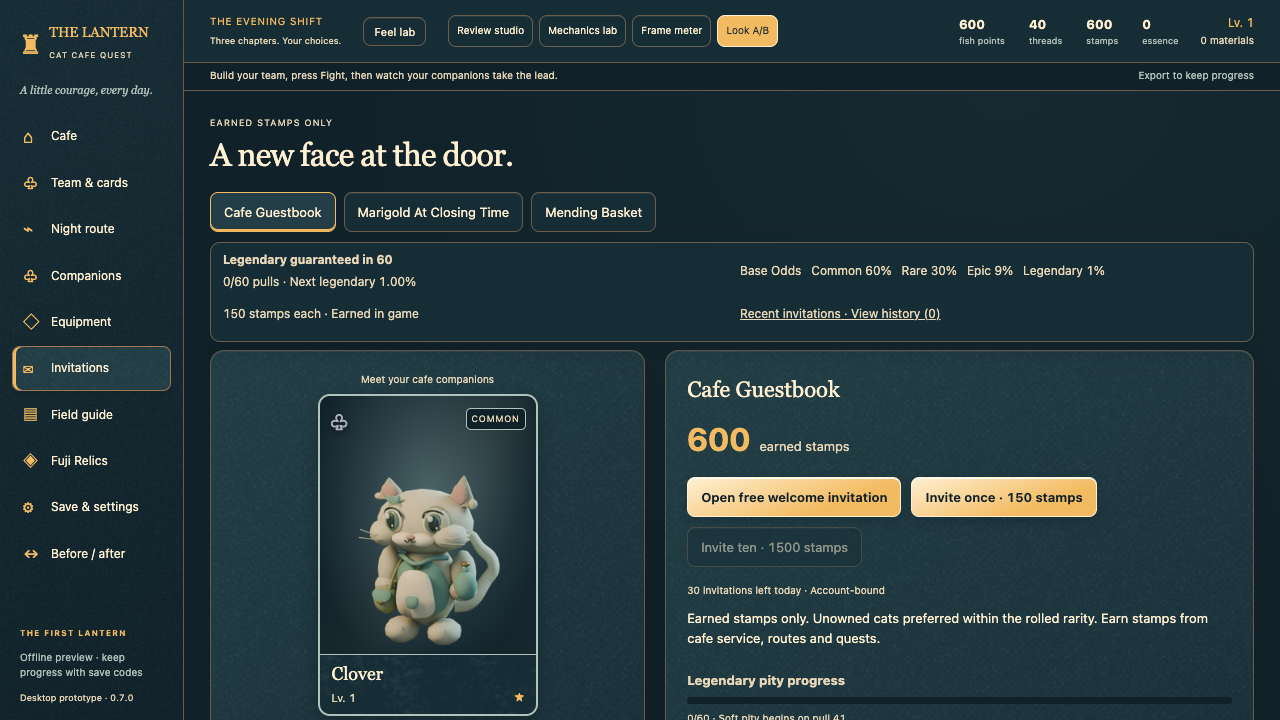 THE LANTERN
CAT CAFE QUEST
A little courage, every day.
Cafe
Team & cards
Night route
Companions
Equipment
Invitations
Field guide
Fuji Relics
Save & settings
Before / after
THE FIRST LANTERN
Offline preview · keep
progress with save codes
Desktop prototype · 0.7.0
THE EVENING SHIFT
Three chapters. Your choices.
Feel lab
Review studio
Mechanics lab
Frame meter
Look A/B
600
fish points
40
threads
600
stamps
0
essence
Lv. 1
0 materials
Build your team, press Fight, then watch your companions take the lead.
Export to keep progress
EARNED STAMPS ONLY
A new face at the door.
Cafe Guestbook
Marigold At Closing Time
Mending Basket
Legendary guaranteed in 60
0/60 pulls · Next legendary 1.00%
150 stamps each · Earned in game
Base Odds Common 60% Rare 30% Epic 9% Legendary 1%
Recent invitations · View history (0)
Meet your cafe companions
COMMON
Clover
Lv. 1
Cafe Guestbook
600 earned stamps
Open free welcome invitation
Invite once · 150 stamps
Invite ten · 1500 stamps
30 invitations left today · Account-bound
Earned stamps only. Unowned cats preferred within the rolled rarity. Earn stamps from
cafe service, routes and quests.
Legendary pity progress
0/60 · Soft pity begins on pull 41